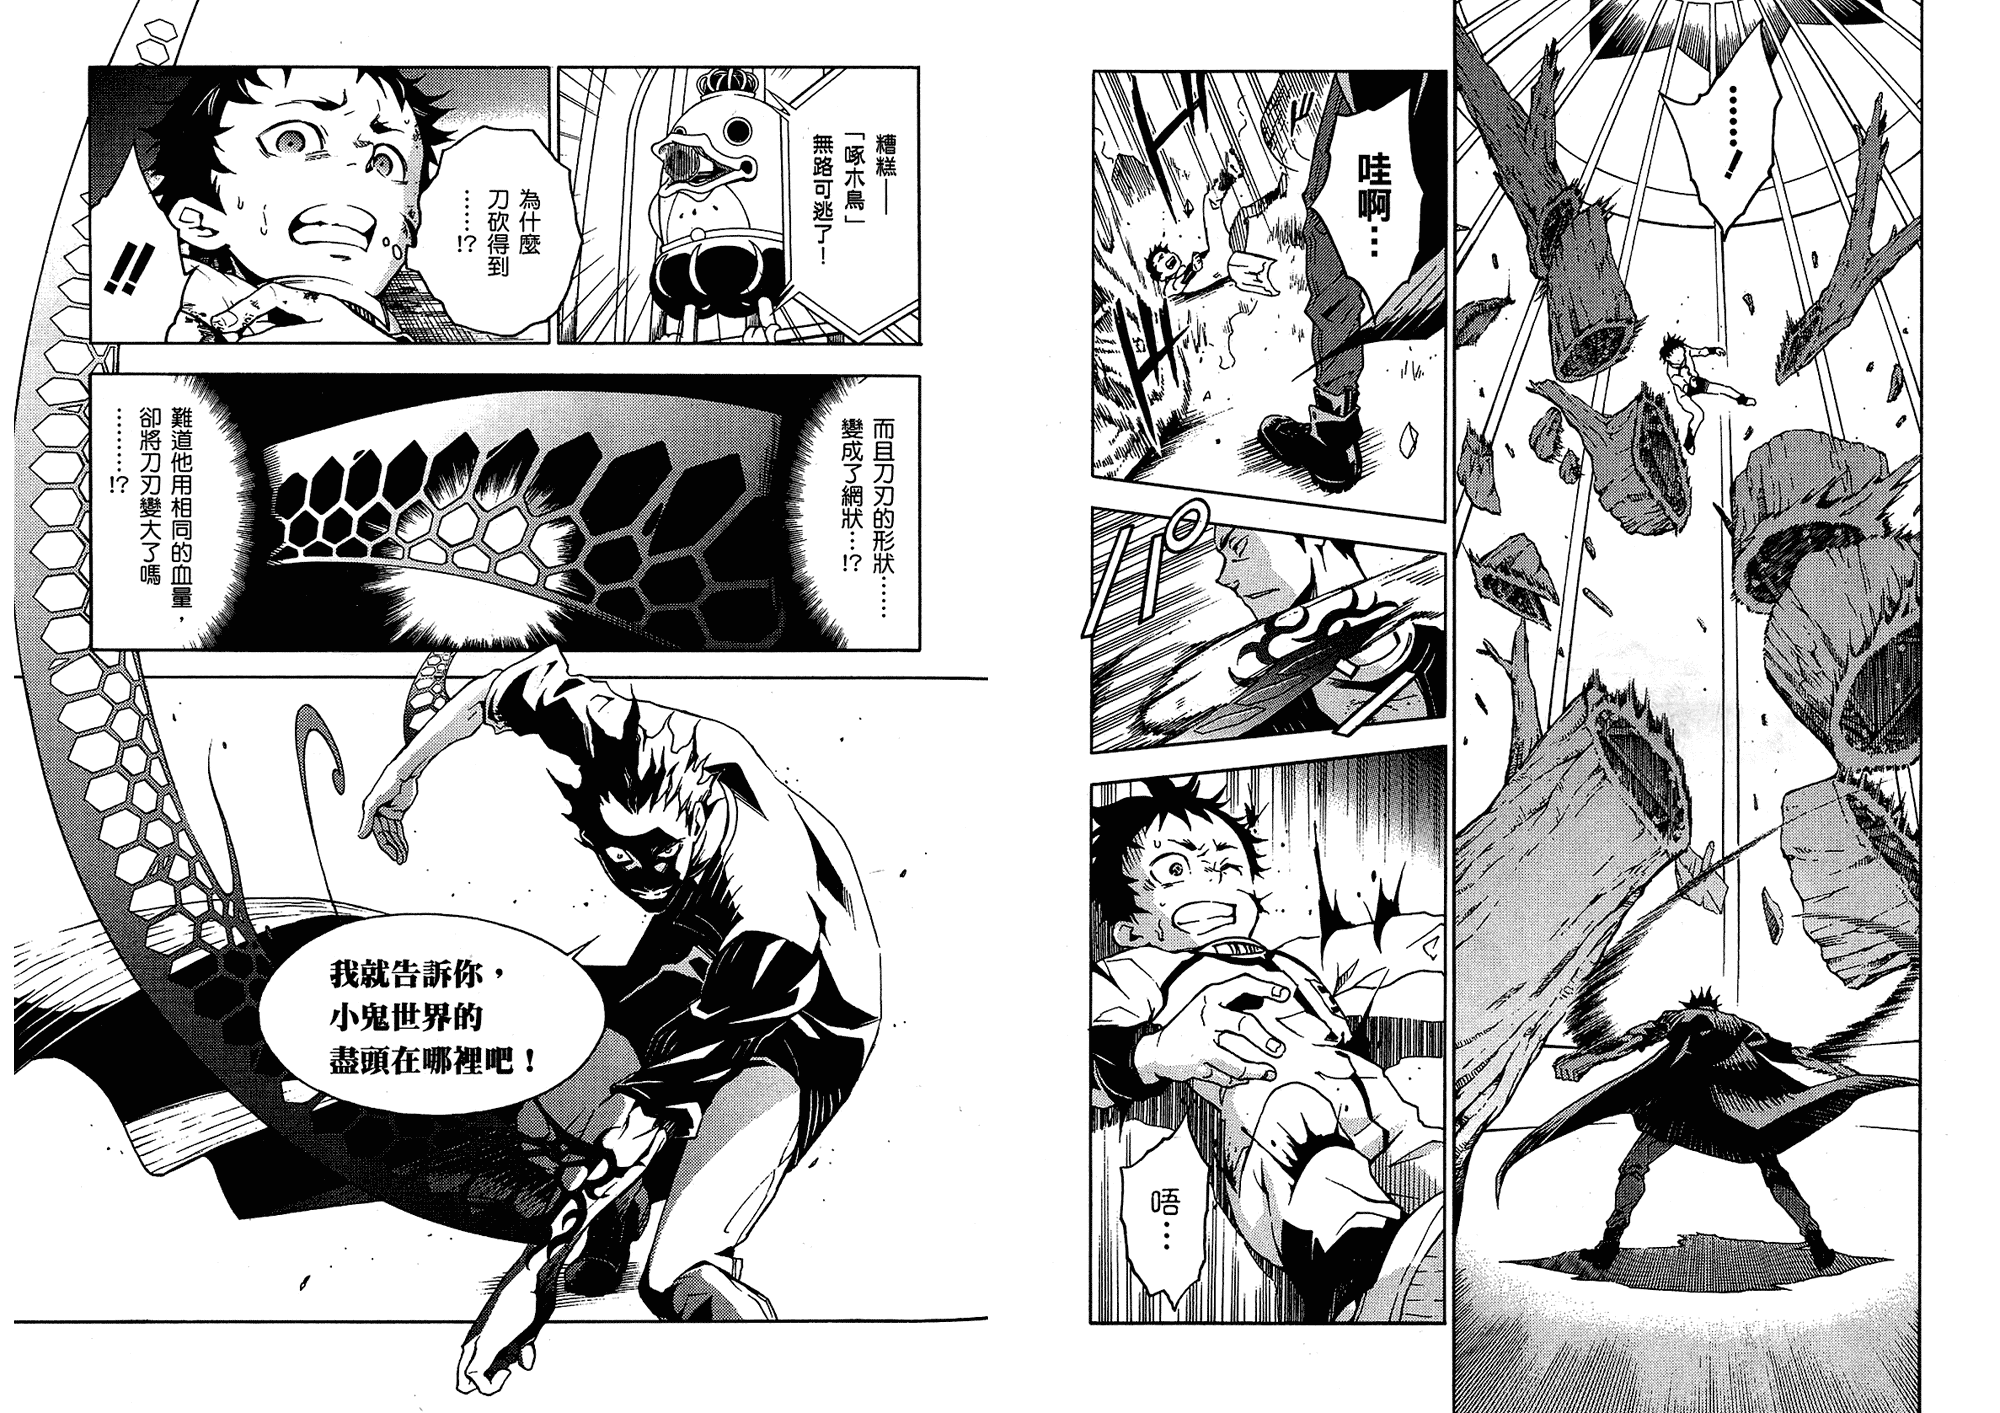 ……！
哇啊…
唔…
糟糕──
「啄木鳥」
無路可逃了！
為什麼
刀砍得到
……!?
!!
而且刀刃的形狀……
變成了網狀…!?
難道他用相同的血量，
卻將刀刃變大了嗎
………!?
我就告訴你，
小鬼世界的
盡頭在哪裡吧！